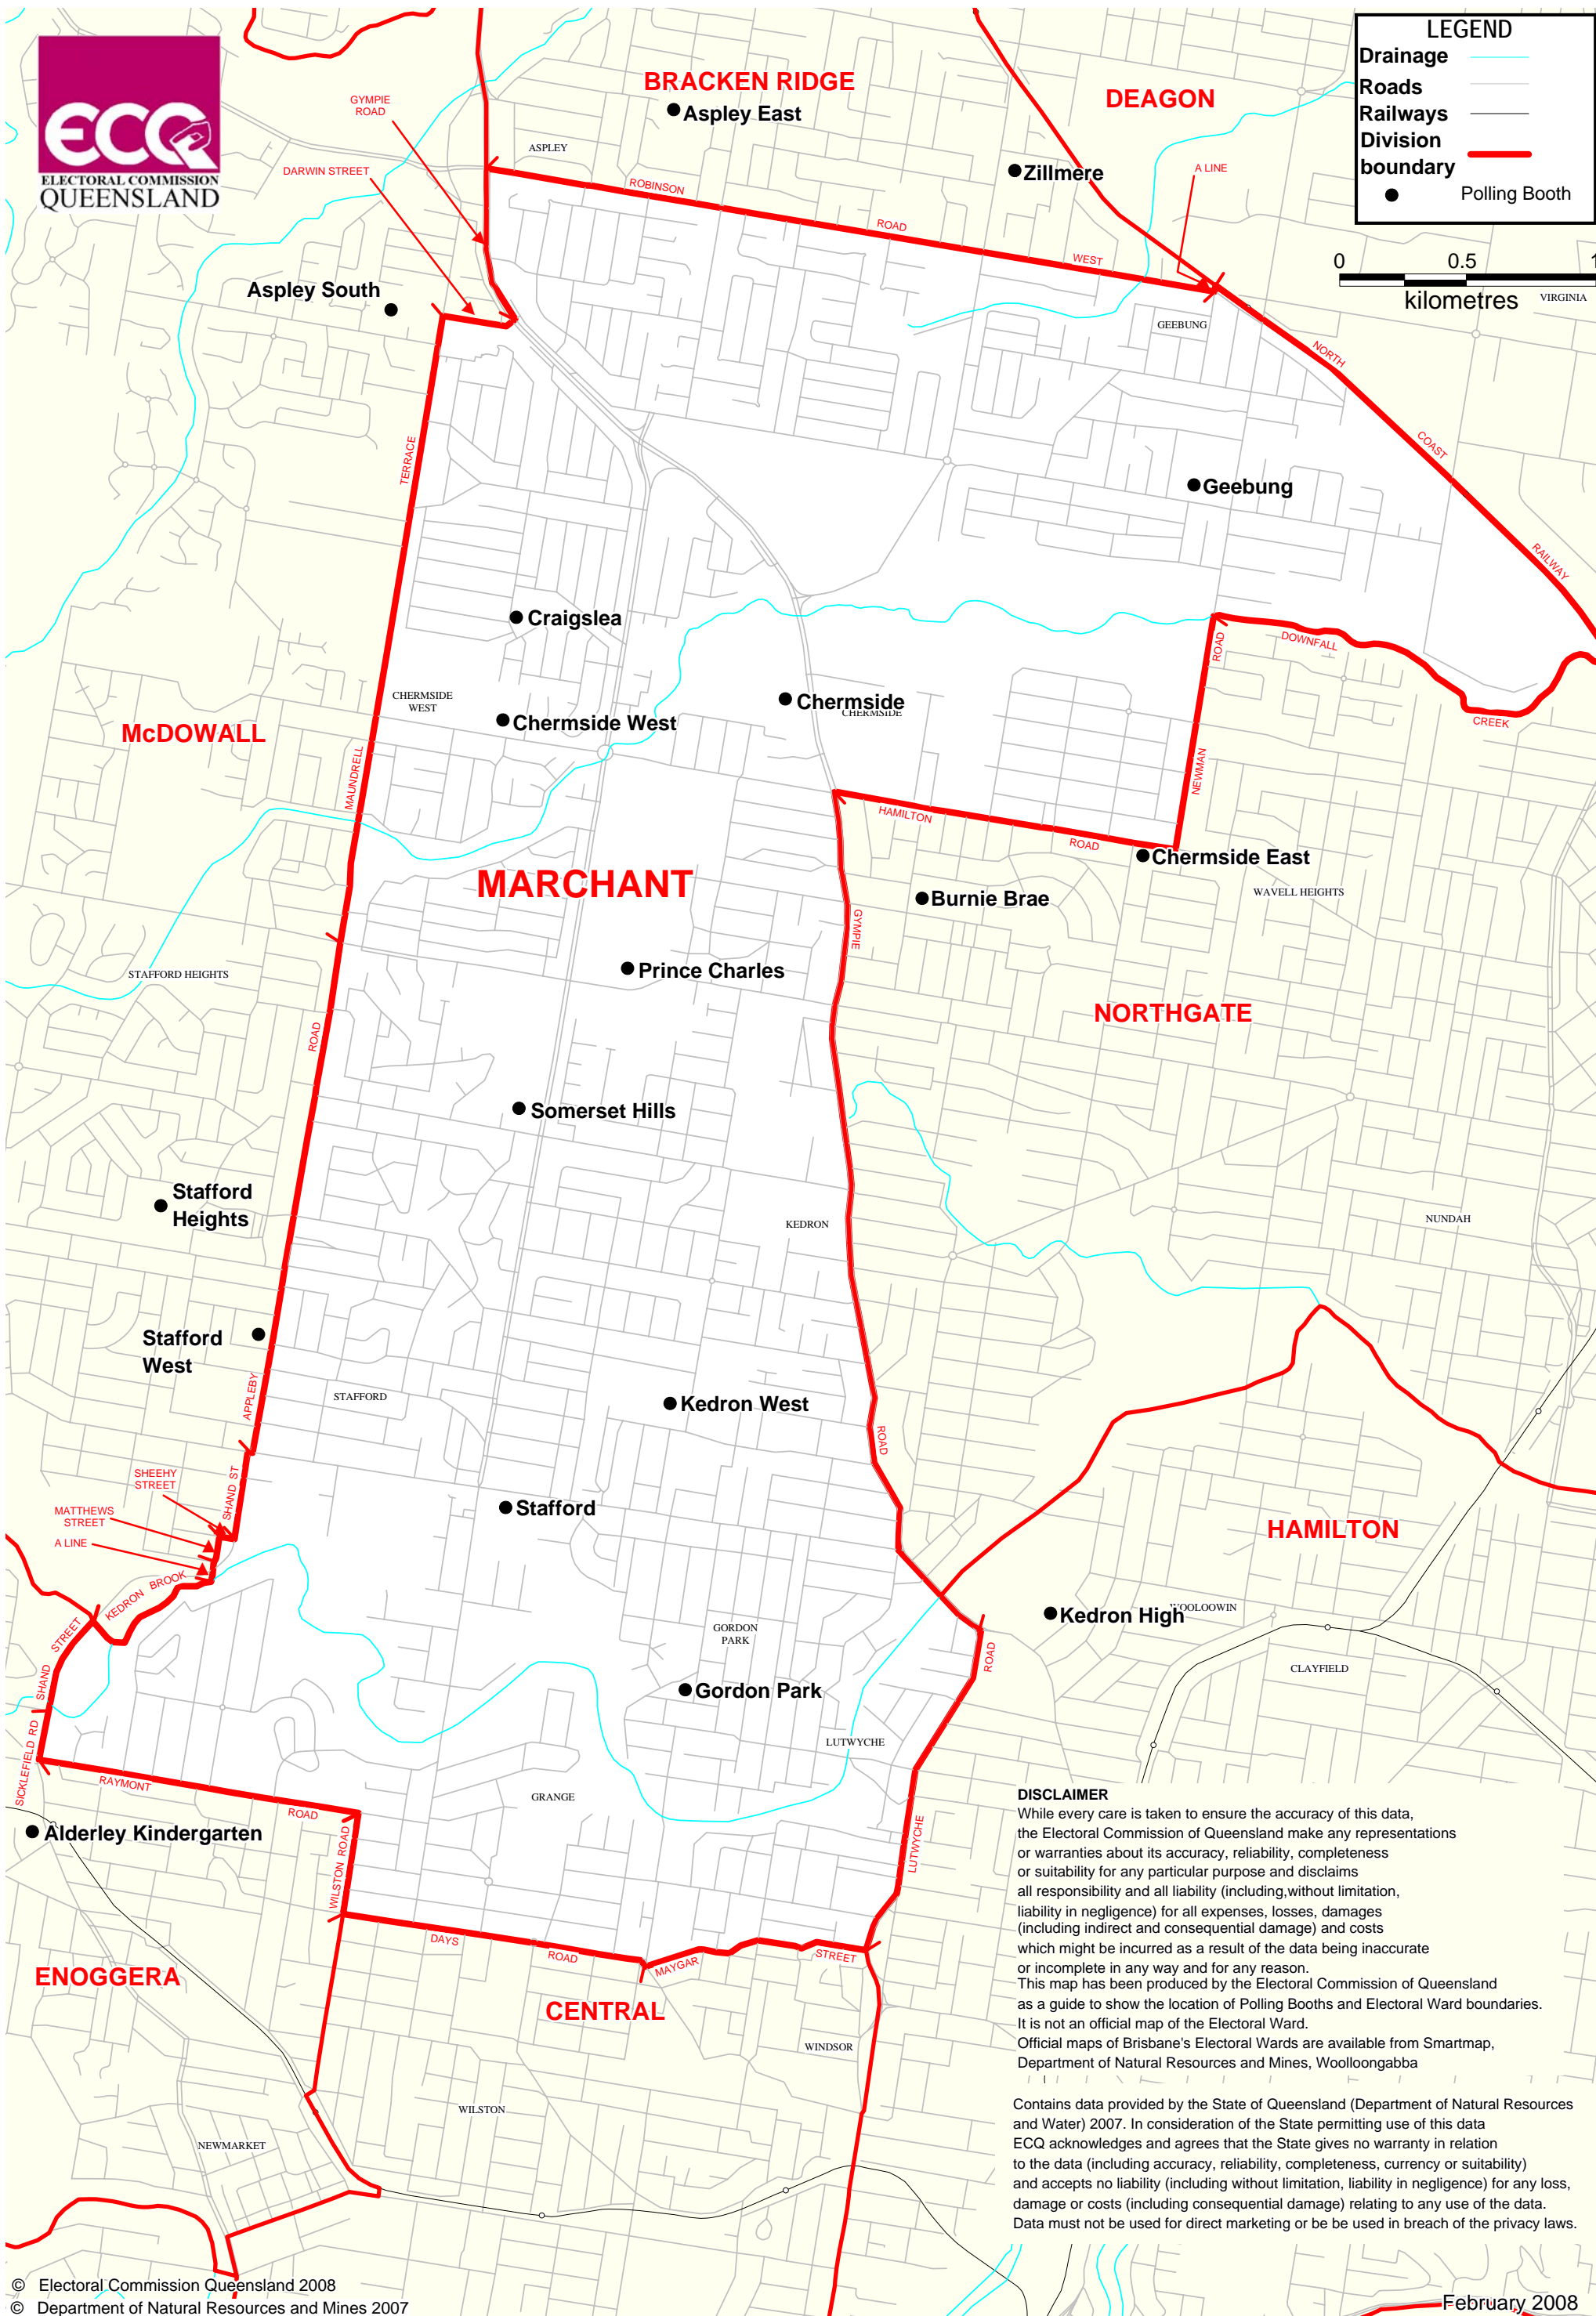 ECQ
ELECTORAL COMMISSION
QUEENSLAND
LEGEND
Drainage
Roads
Railways
Division
boundary
Polling Booth
0 0.5 1
kilometres
VIRGINIA
BRACKEN RIDGE
Aspley East
DEAGON
GYMPIE
ROAD
ASPLEY
DARWIN STREET
Zillmere
A LINE
ROBINSON
ROAD
WEST
Aspley South
GEEBUNG
NORTH
COAST
RAILWAY
TERRACE
Geebung
Craigslea
DOWNFALL
CREEK
ROAD
NEWMAN
CHERMSIDE
WEST
Chermside
CHERMSIDE
Chermside West
McDOWALL
MAUNDRELL
HAMILTON
ROAD
Chermside East
MARCHANT
Burnie Brae
WAVELL HEIGHTS
GYMPIE
STAFFORD HEIGHTS
Prince Charles
NORTHGATE
ROAD
Somerset Hills
Stafford
Heights
KEDRON
NUNDAH
Stafford
West
STAFFORD
APPLEBY
Kedron West
ROAD
SHEEHY
STREET
SHAND ST
MATTHEWS
STREET
A LINE
Stafford
HAMILTON
KEDRON BROOK
STREET
SHAND
GORDON
PARK
Kedron High
WOOLOOWIN
ROAD
CLAYFIELD
Gordon Park
SICKLEFIELD RD
LUTWYCHE
RAYMONT
ROAD
GRANGE
Alderley Kindergarten
WILSTON ROAD
LUTWYCHE
DAYS
ROAD
MAYGAR
STREET
ENOGGERA
CENTRAL
WINDSOR
WILSTON
NEWMARKET
DISCLAIMER
While every care is taken to ensure the accuracy of this data,
the Electoral Commission of Queensland make any representations
or warranties about its accuracy, reliability, completeness
or suitability for any particular purpose and disclaims
all responsibility and all liability (including,without limitation,
liability in negligence) for all expenses, losses, damages
(including indirect and consequential damage) and costs
which might be incurred as a result of the data being inaccurate
or incomplete in any way and for any reason.
This map has been produced by the Electoral Commission of Queensland
as a guide to show the location of Polling Booths and Electoral Ward boundaries.
It is not an official map of the Electoral Ward.
Official maps of Brisbane's Electoral Wards are available from Smartmap,
Department of Natural Resources and Mines, Woolloongabba
Contains data provided by the State of Queensland (Department of Natural Resources
and Water) 2007. In consideration of the State permitting use of this data
ECQ acknowledges and agrees that the State gives no warranty in relation
to the data (including accuracy, reliability, completeness, currency or suitability)
and accepts no liability (including without limitation, liability in negligence) for any loss,
damage or costs (including consequential damage) relating to any use of the data.
Data must not be used for direct marketing or be be used in breach of the privacy laws.
© Electoral Commission Queensland 2008
© Department of Natural Resources and Mines 2007
February 2008